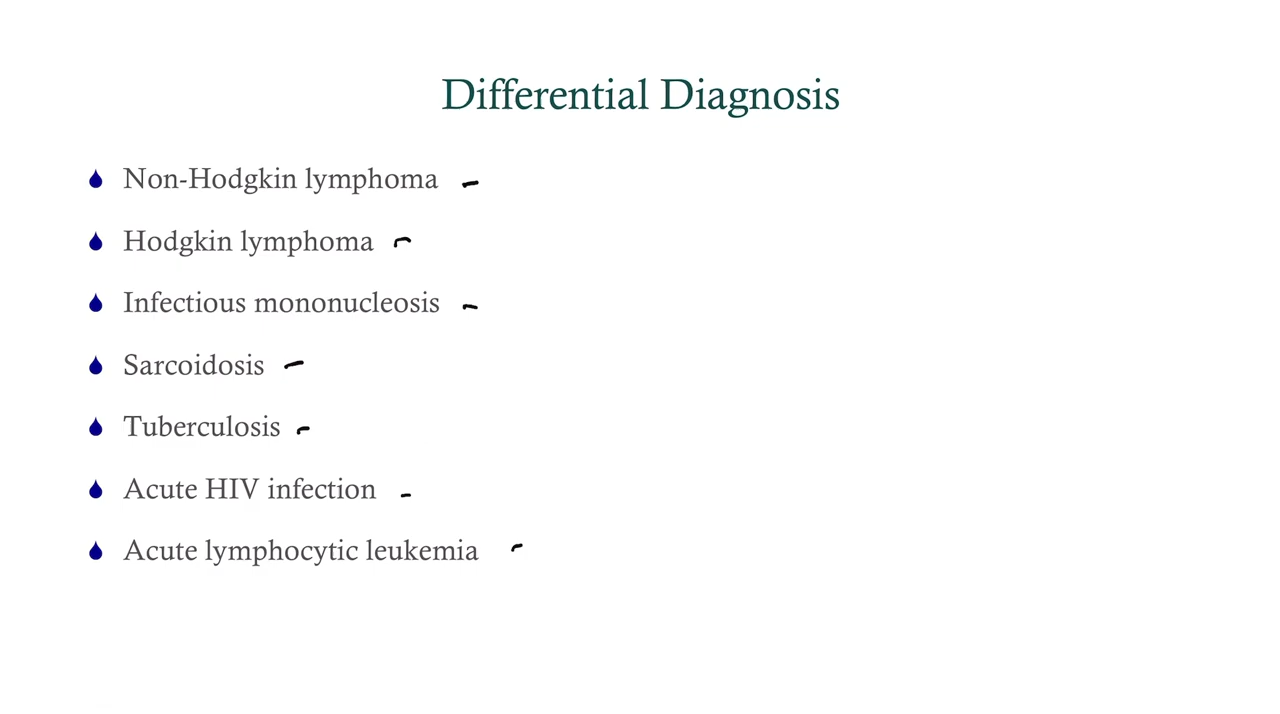 Differential Diagnosis
Non-Hodgkin lymphoma
Hodgkin lymphoma
Infectious mononucleosis
Sarcoidosis
Tuberculosis
Acute HIV infection
Acute lymphocytic leukemia